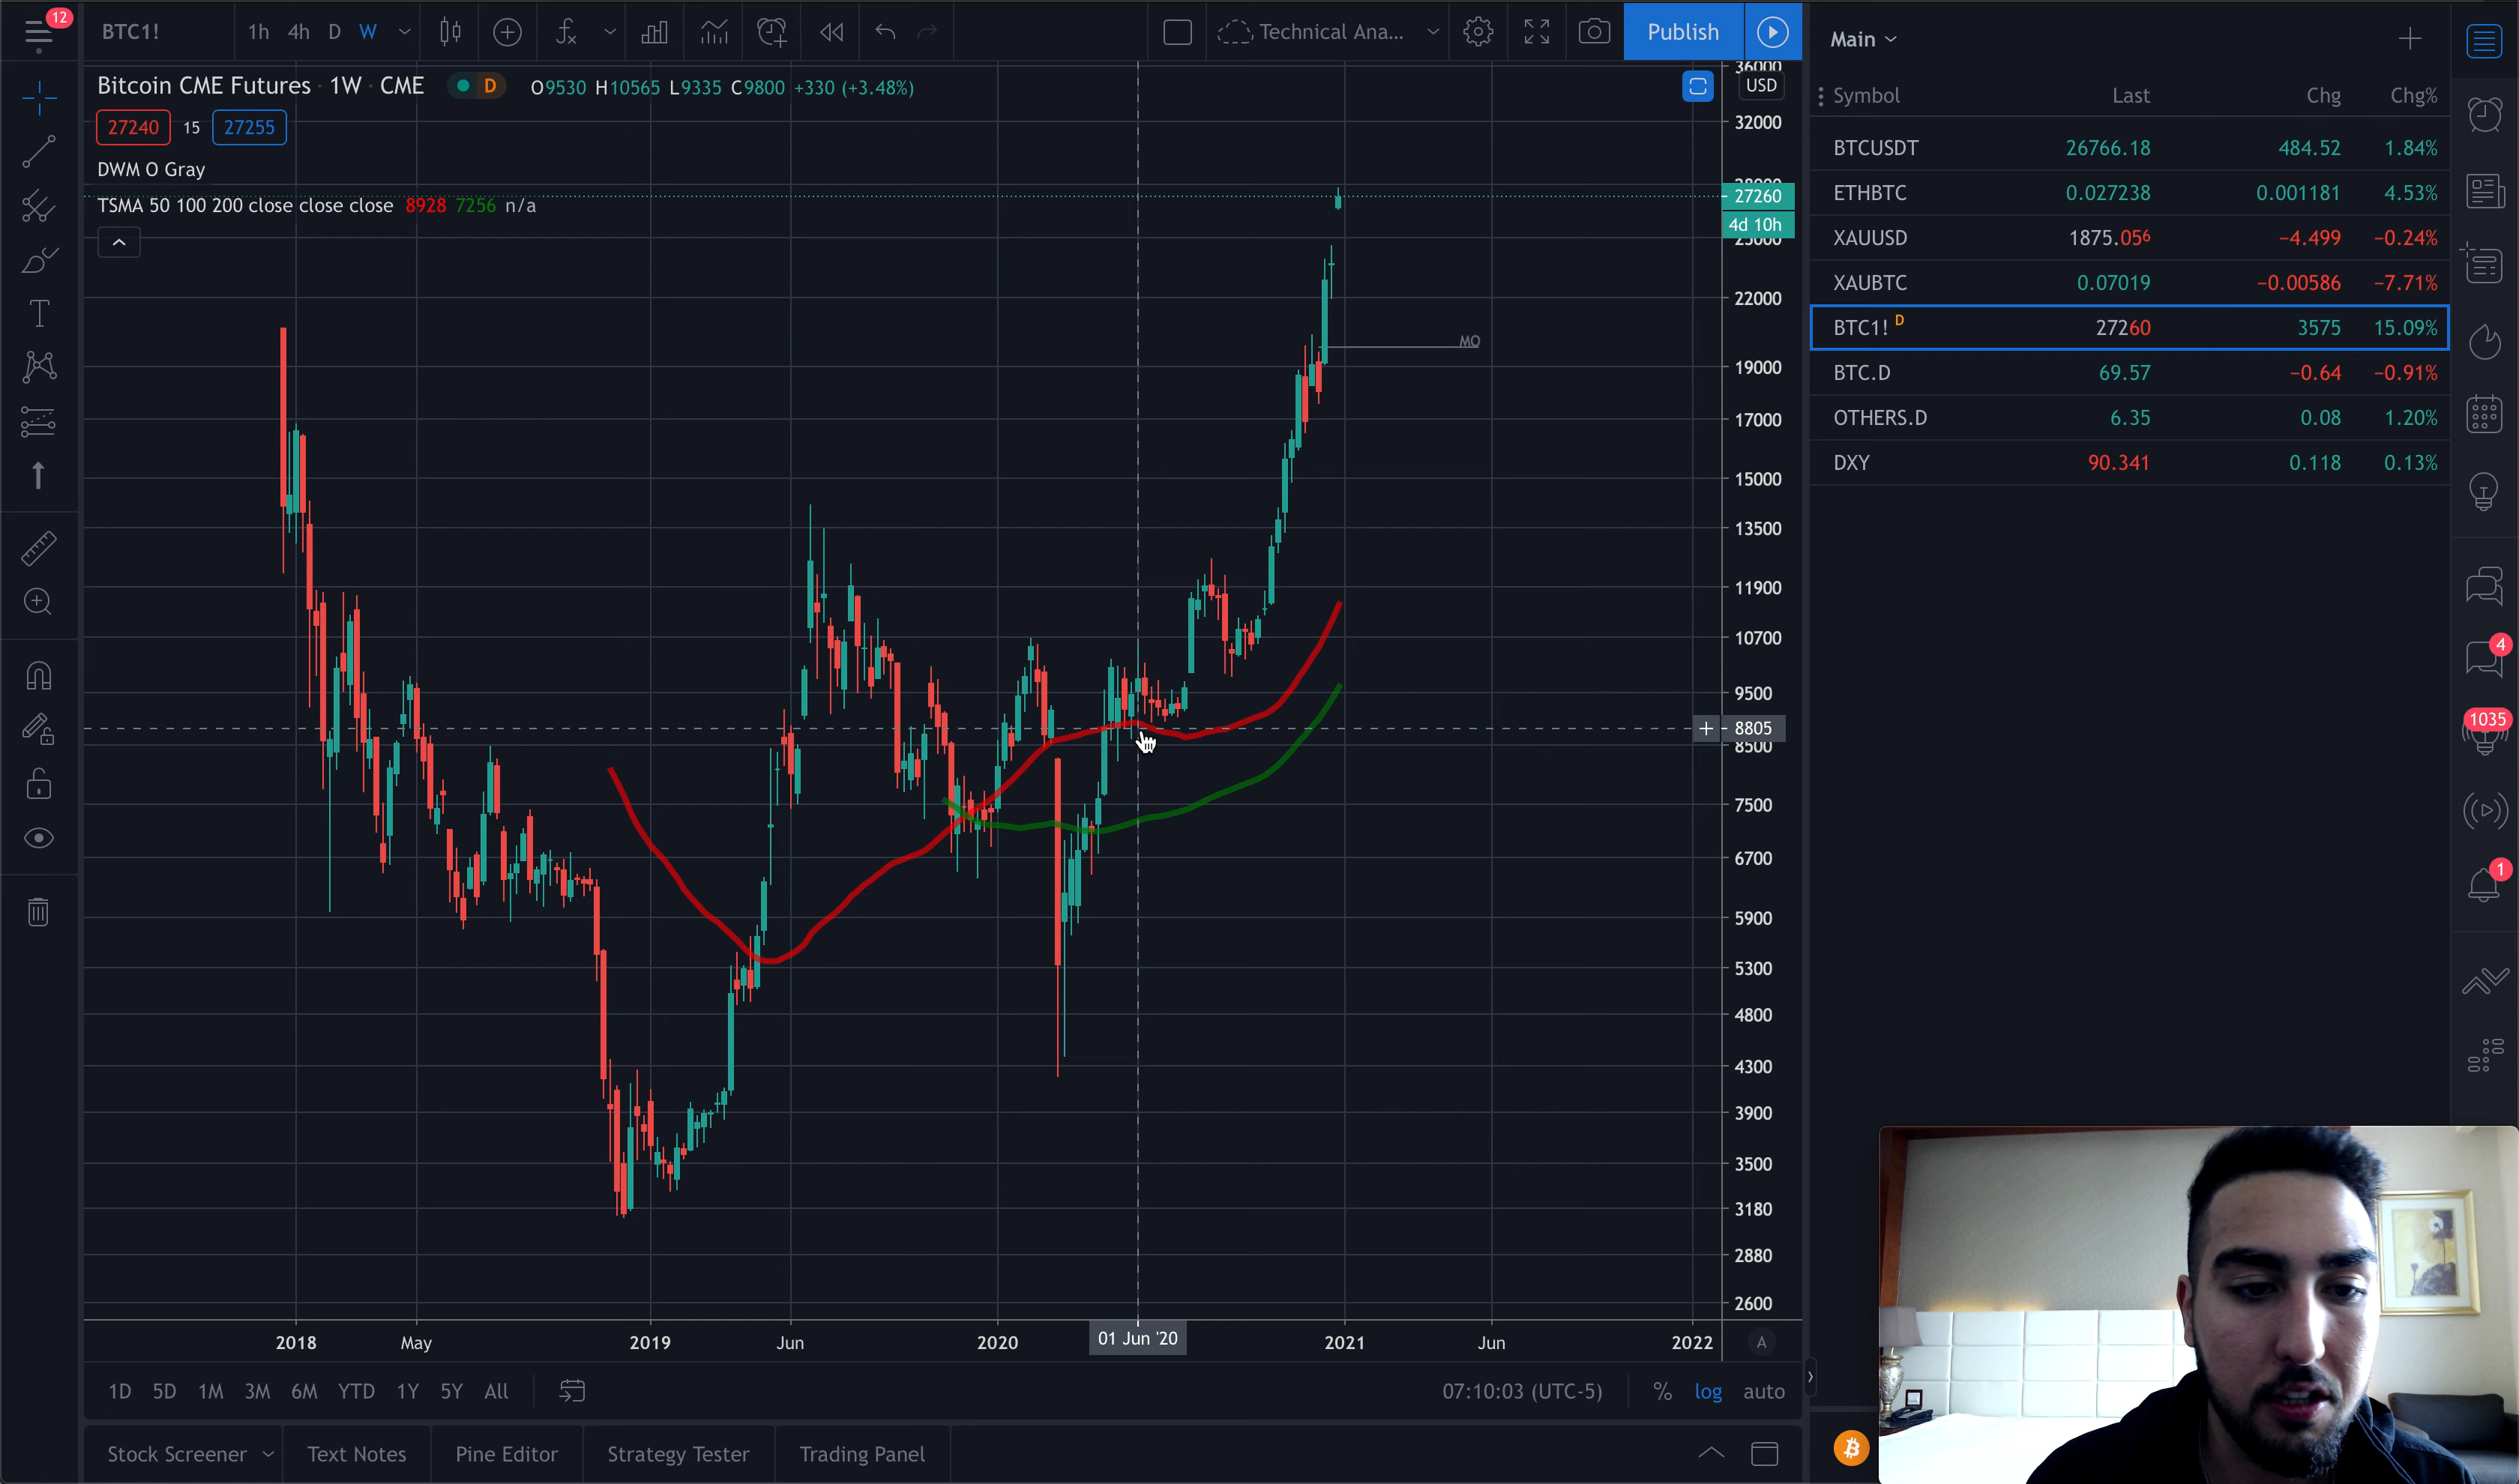 12
BTC1!
1h 4h D W
Technical Ana...
Publish
Main
Bitcoin CME Futures · 1W · CME
D
O9530 H10565 L9335 C9800 +330 (+3.48%)
27240 15 27255
DWM O Gray
TSMA 50 100 200 close close close 8928 7256 n/a
USD
36000
32000
28000
27260
4d 10h
25000
22000
19000
17000
15000
13500
11900
10700
9500
8805
8500
7500
6700
5900
5300
4800
4300
3900
3500
3180
2880
2600
MO
2018 May 2019 Jun 2020 01 Jun '20 2021 Jun 2022
A
1D 5D 1M 3M 6M YTD 1Y 5Y All
07:10:03 (UTC-5) % log auto
Stock Screener Text Notes Pine Editor Strategy Tester Trading Panel
Symbol Last Chg Chg%
BTCUSDT 26766.18 484.52 1.84%
ETHBTC 0.027238 0.001181 4.53%
XAUUSD 1875.056 −4.499 −0.24%
XAUBTC 0.07019 −0.00586 −7.71%
BTC1! D 27260 3575 15.09%
BTC.D 69.57 −0.64 −0.91%
OTHERS.D 6.35 0.08 1.20%
DXY 90.341 0.118 0.13%
4
1035
1